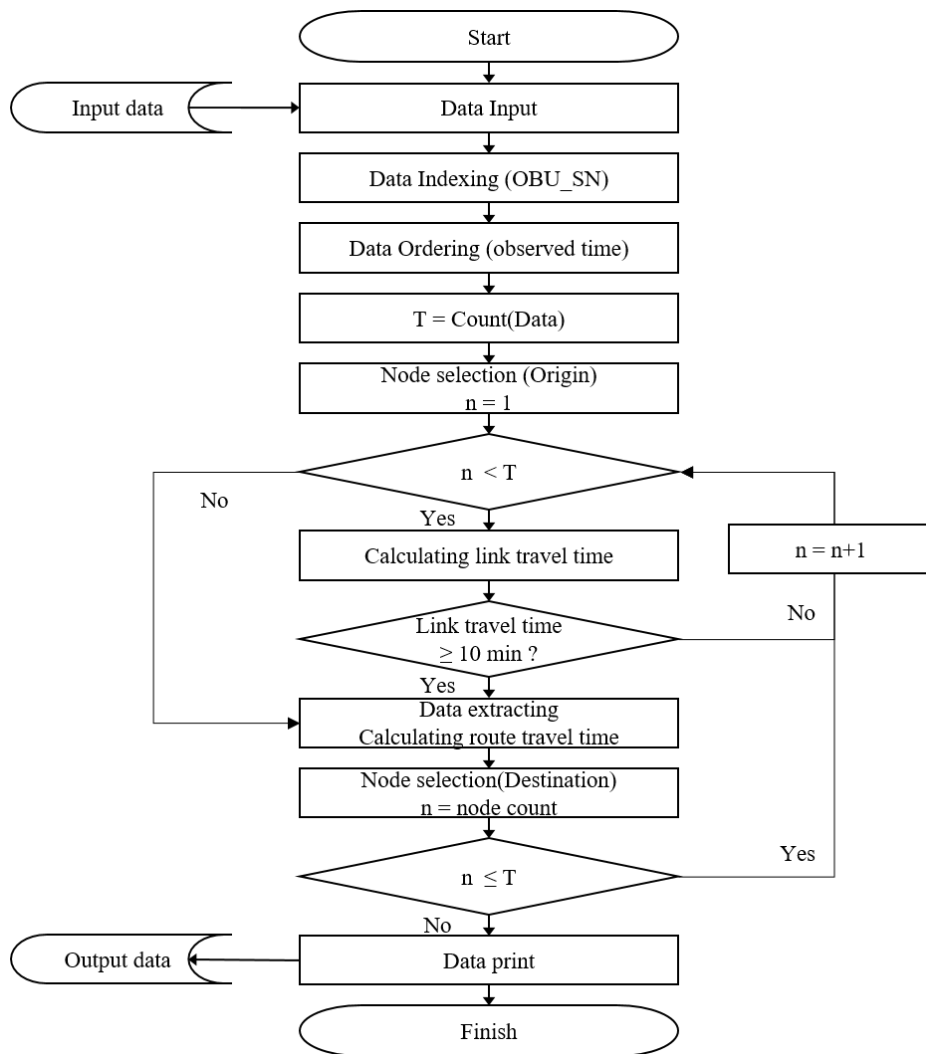 Start
Input data
Data Input
Data Indexing (OBU_SN)
Data Ordering (observed time)
T = Count(Data)
Node selection (Origin)
n = 1
n < T
No
Yes
Calculating link travel time
n = n+1
Link travel time
≥ 10 min ?
No
Yes
Data extracting
Calculating route travel time
Node selection(Destination)
n = node count
n ≤ T
Yes
No
Output data
Data print
Finish